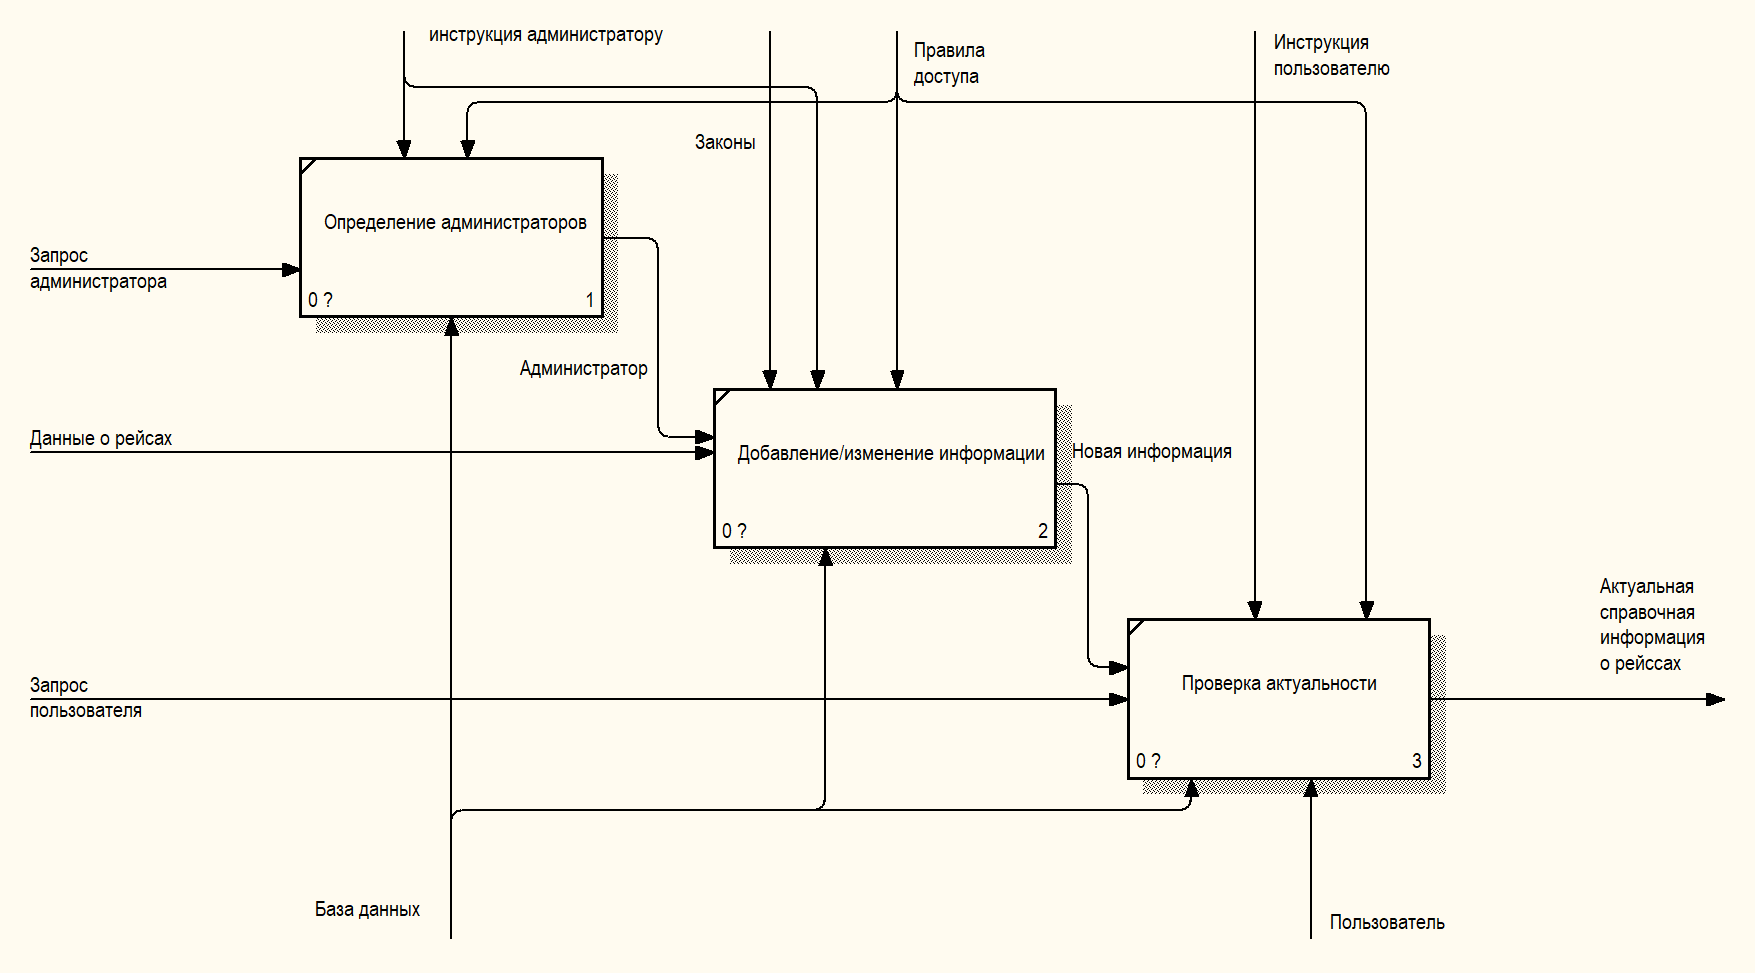 инструкция администратору
Правила
доступа
Инструкция
пользователю
Законы
Определение администраторов
0 ?
1
Запрос
администратора
Администратор
Данные о рейсах
Добавление/изменение информации
0 ?
2
Новая информация
Актуальная
справочная
информация
о рейссах
Запрос
пользователя
Проверка актуальности
0 ?
3
База данных
Пользователь